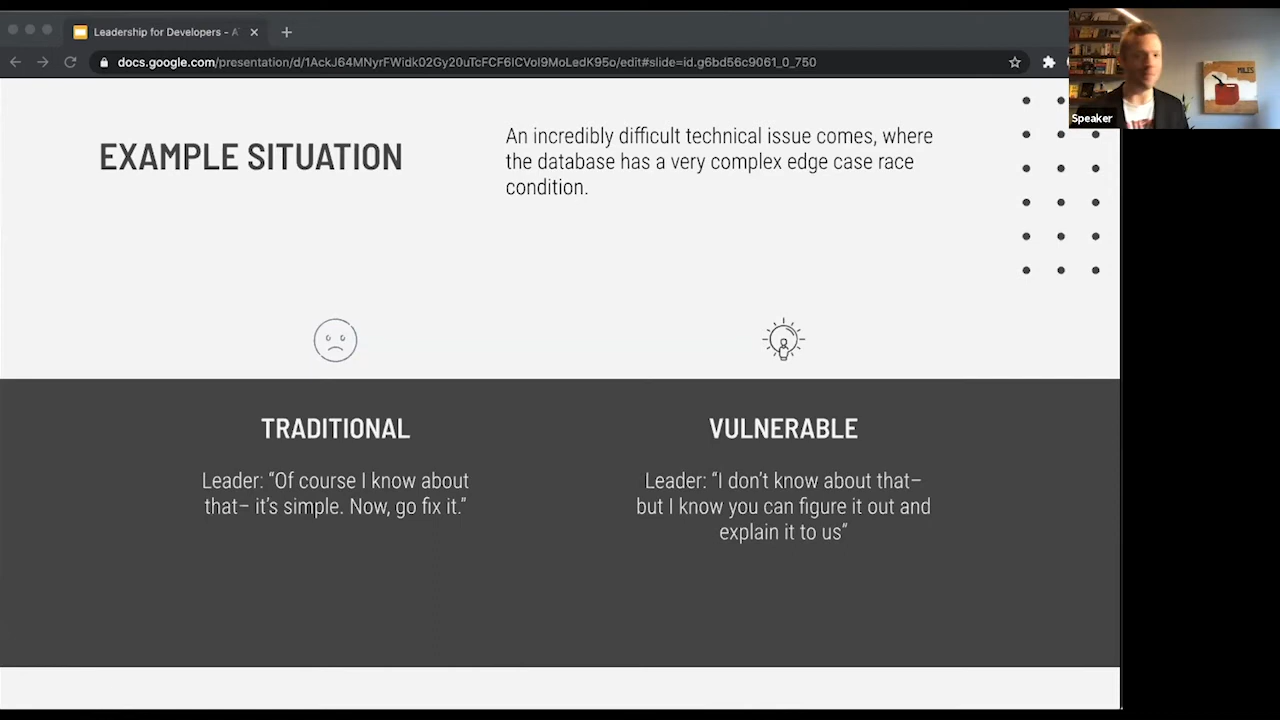 Leadership for Developers - A
docs.google.com/presentation/d/1AckJ64MNyrFWidk02Gy20uTcFCF6ICVol9MoLedK95o/edit#slide=id.g6bd56c9061_0_750
MILES
Speaker
EXAMPLE SITUATION
An incredibly difficult technical issue comes, where
the database has a very complex edge case race
condition.
TRADITIONAL
Leader: “Of course I know about
that– it’s simple. Now, go fix it.”
VULNERABLE
Leader: “I don’t know about that–
but I know you can figure it out and
explain it to us”